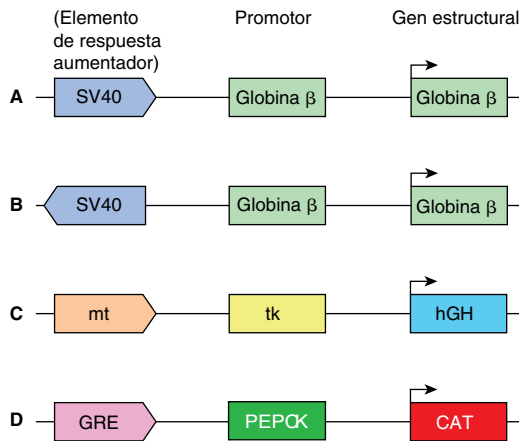 (Elemento
de respuesta
aumentador)
Promotor
Gen estructural
A
SV40
Globina β
Globina β
B
SV40
Globina β
Globina β
C
mt
tk
hGH
D
GRE
PEPCK
CAT